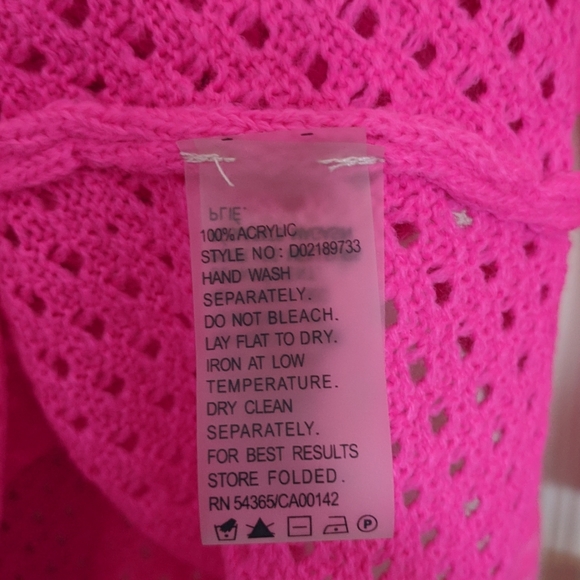 100% ACRYLIC
STYLE NO: D02189733
HAND WASH
SEPARATELY.
DO NOT BLEACH.
LAY FLAT TO DRY.
IRON AT LOW
TEMPERATURE.
DRY CLEAN
SEPARATELY.
FOR BEST RESULTS
STORE FOLDED.
RN 54365/CA00142
P